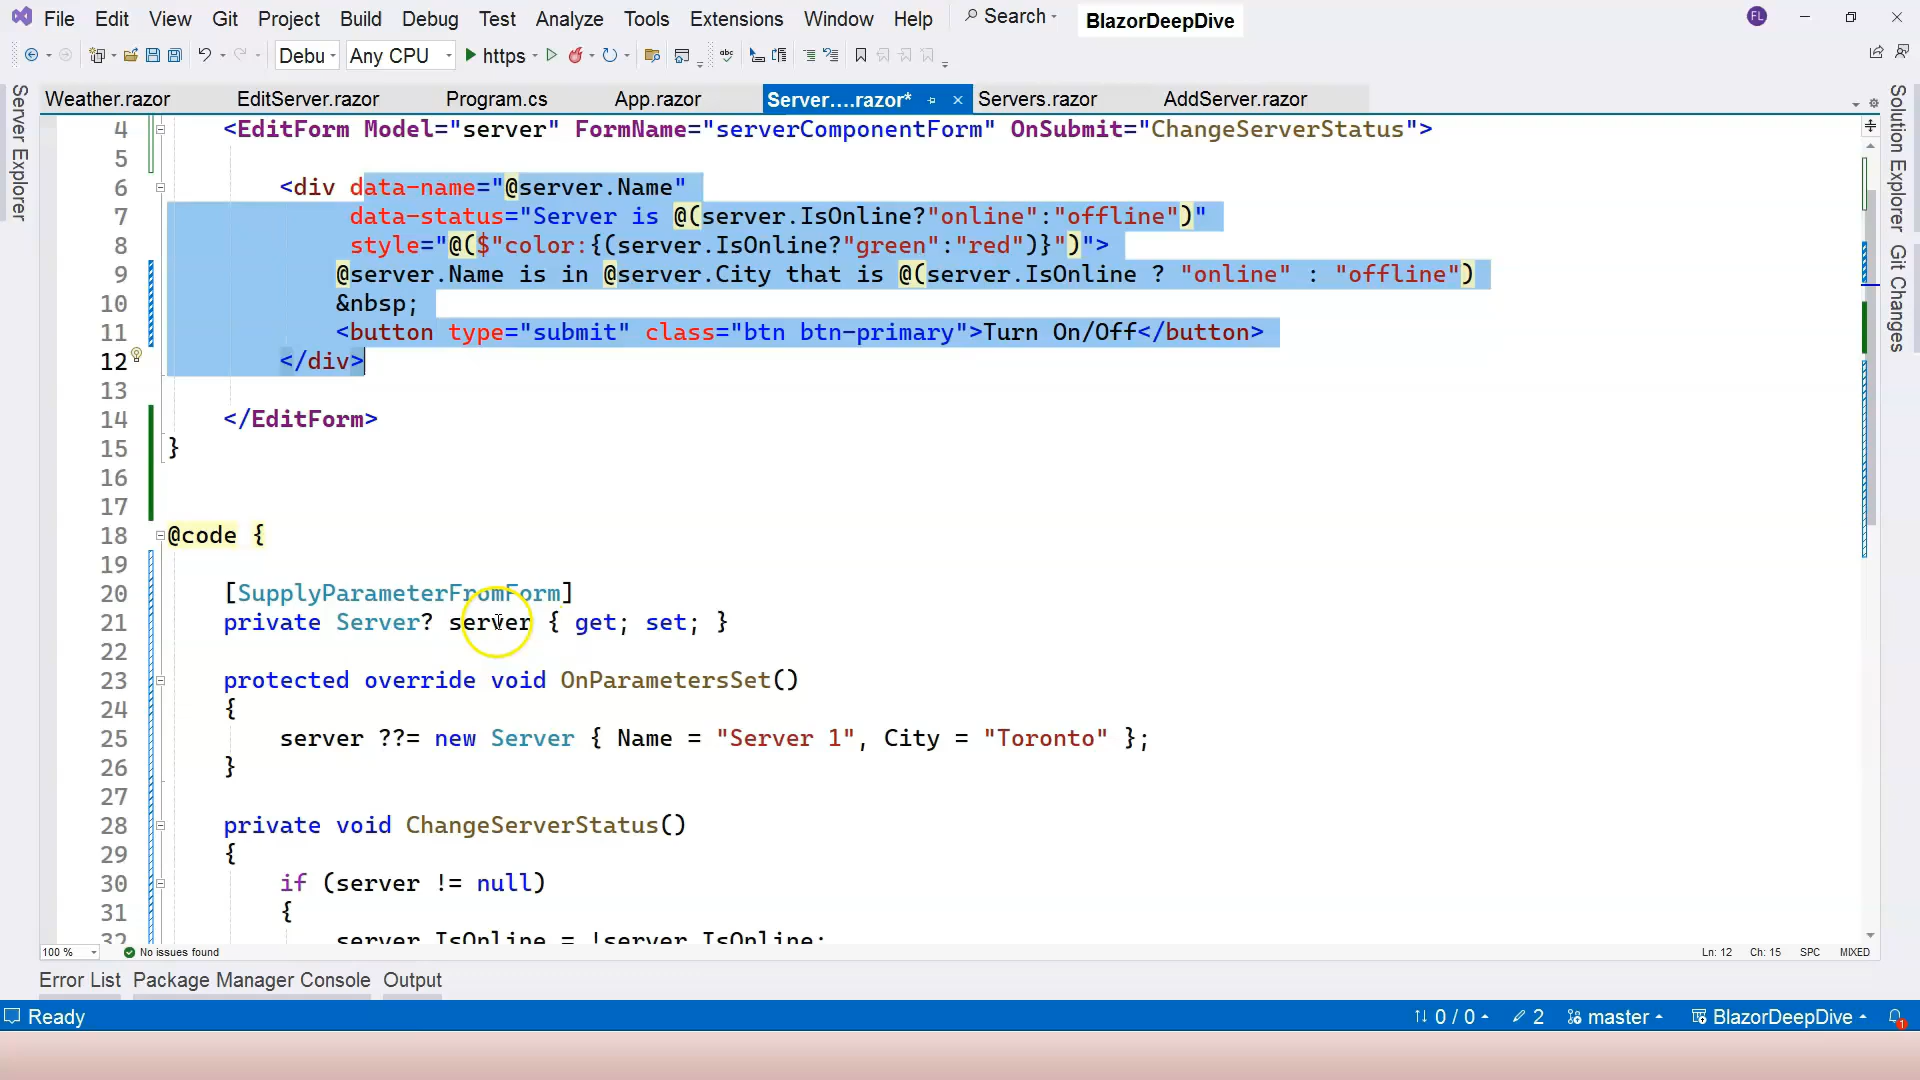 File Edit View Git Project Build Debug Test Analyze Tools Extensions Window Help Search BlazorDeepDive FL
Debu Any CPU https abc
Weather.razor EditServer.razor Program.cs App.razor Server....razor* Servers.razor AddServer.razor
Server Explorer
Solution Explorer
Git Changes
4 <EditForm Model="server" FormName="serverComponentForm" OnSubmit="ChangeServerStatus">
5
6 <div data-name="@server.Name"
7 data-status="Server is @(server.IsOnline?"online":"offline")"
8 style="@($"color:{(server.IsOnline?"green":"red")}")">
9 @server.Name is in @server.City that is @(server.IsOnline ? "online" : "offline")
10 &nbsp;
11 <button type="submit" class="btn btn-primary">Turn On/Off</button>
12 </div>
13
14 </EditForm>
15 }
16
17
18 @code {
19
20 [SupplyParameterFromForm]
21 private Server? server { get; set; }
22
23 protected override void OnParametersSet()
24 {
25 server ??= new Server { Name = "Server 1", City = "Toronto" };
26 }
27
28 private void ChangeServerStatus()
29 {
30 if (server != null)
31 {
32 server.IsOnline = !server.IsOnline;
100 % No issues found Ln: 12 Ch: 15 SPC MIXED
Error List Package Manager Console Output
Ready 0 / 0 2 master BlazorDeepDive 1